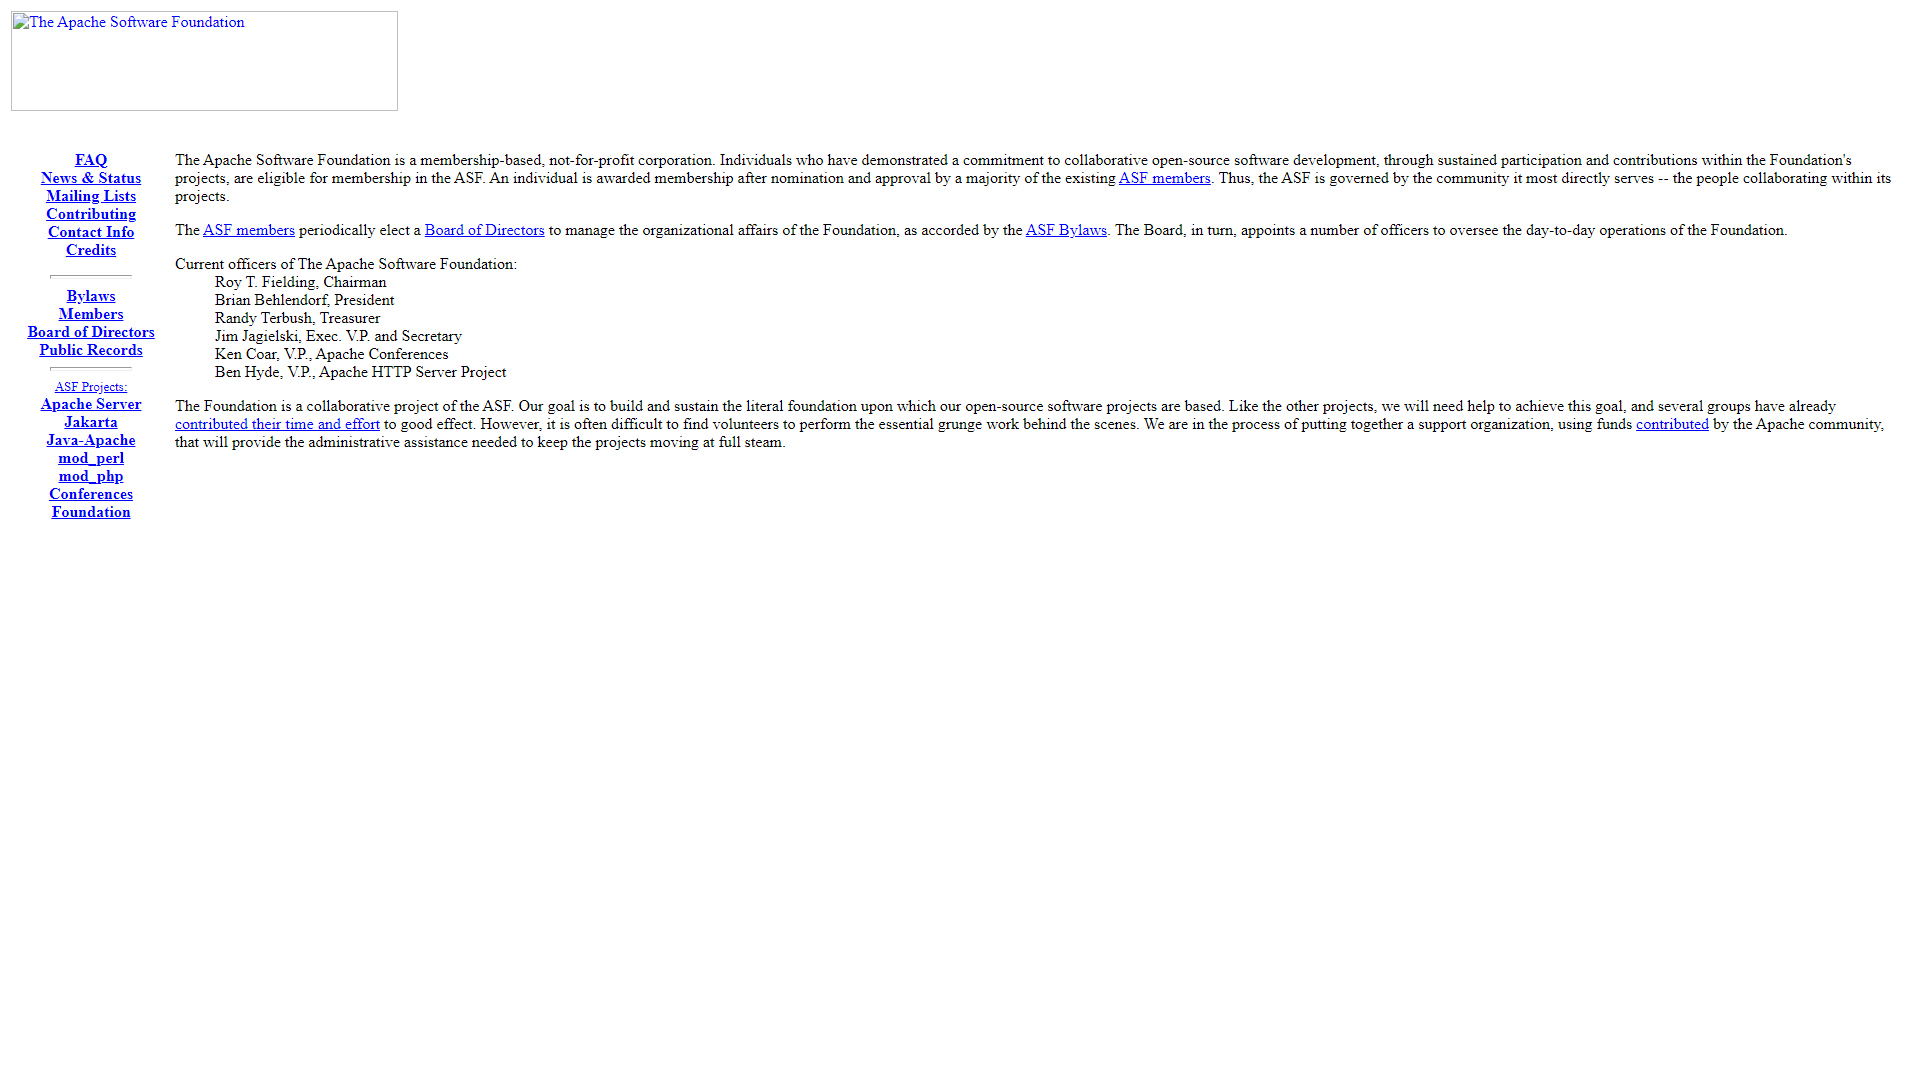 The Apache Software Foundation
FAQ
News & Status
Mailing Lists
Contributing
Contact Info
Credits
Bylaws
Members
Board of Directors
Public Records
ASF Projects:
Apache Server
Jakarta
Java-Apache
mod_perl
mod_php
Conferences
Foundation
The Apache Software Foundation is a membership-based, not-for-profit corporation. Individuals who have demonstrated a commitment to collaborative open-source software development, through sustained participation and contributions within the Foundation's
projects, are eligible for membership in the ASF. An individual is awarded membership after nomination and approval by a majority of the existing ASF members. Thus, the ASF is governed by the community it most directly serves -- the people collaborating within its
projects.
The ASF members periodically elect a Board of Directors to manage the organizational affairs of the Foundation, as accorded by the ASF Bylaws. The Board, in turn, appoints a number of officers to oversee the day-to-day operations of the Foundation.
Current officers of The Apache Software Foundation:
Roy T. Fielding, Chairman
Brian Behlendorf, President
Randy Terbush, Treasurer
Jim Jagielski, Exec. V.P. and Secretary
Ken Coar, V.P., Apache Conferences
Ben Hyde, V.P., Apache HTTP Server Project
The Foundation is a collaborative project of the ASF. Our goal is to build and sustain the literal foundation upon which our open-source software projects are based. Like the other projects, we will need help to achieve this goal, and several groups have already
contributed their time and effort to good effect. However, it is often difficult to find volunteers to perform the essential grunge work behind the scenes. We are in the process of putting together a support organization, using funds contributed by the Apache community,
that will provide the administrative assistance needed to keep the projects moving at full steam.